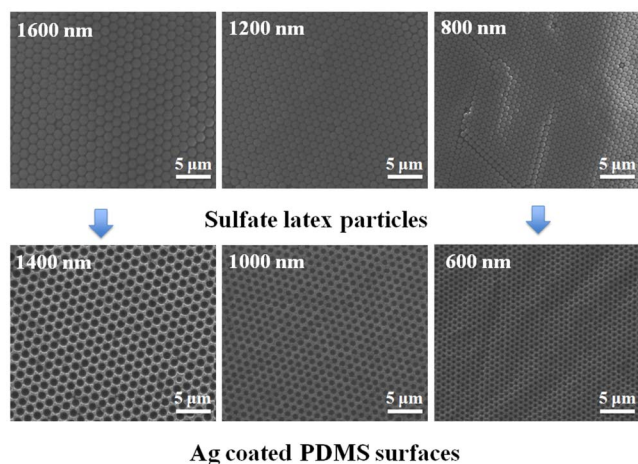 1600 nm
1200 nm
800 nm
5 µm
5 µm
5 µm
Sulfate latex particles
1400 nm
1000 nm
600 nm
5 µm
5 µm
5 µm
Ag coated PDMS surfaces